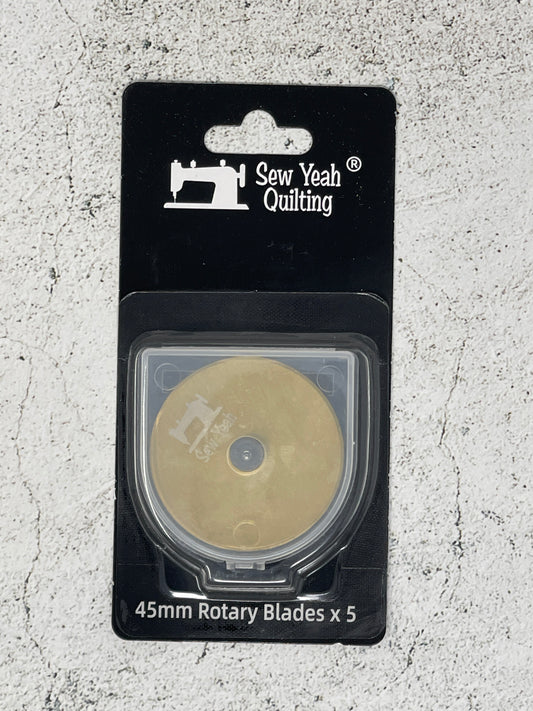 Sew Yeah ®
Quilting
Sew Yeah
45mm Rotary Blades x 5